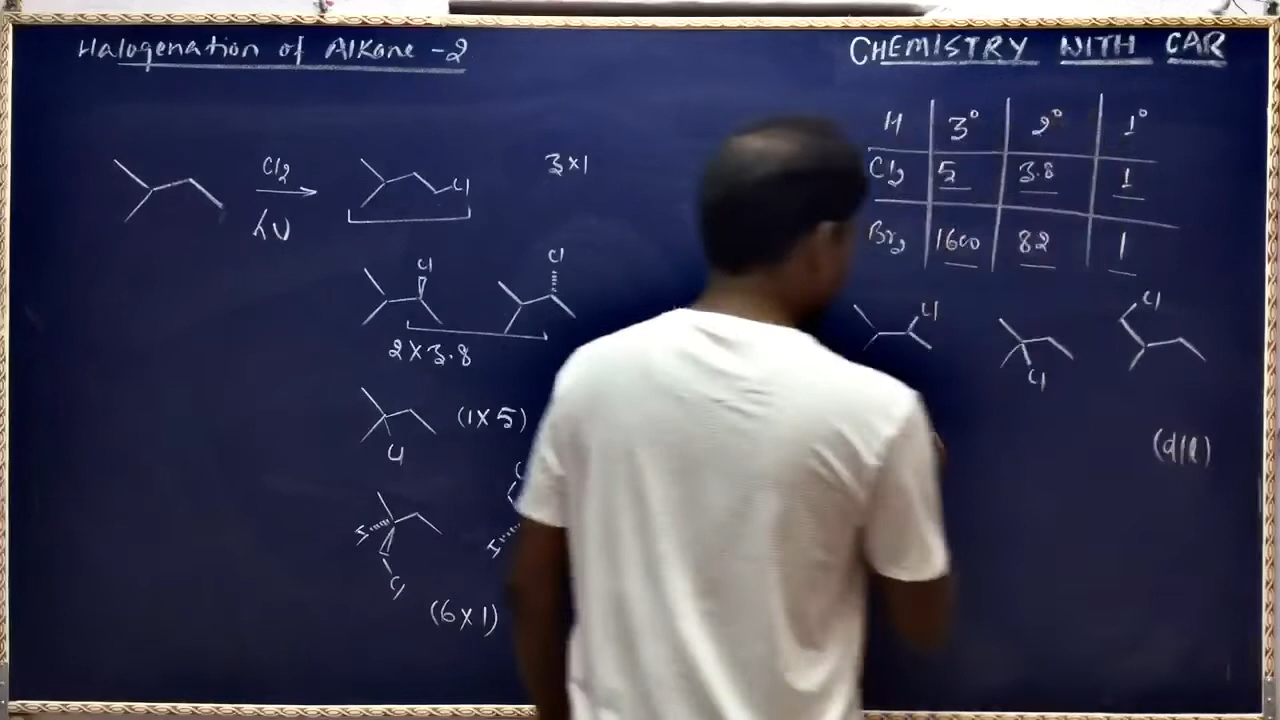 Halogenation of Alkane -2
CHEMISTRY WITH CAR
H 3° 2° 1°
Cl2 5 3.8 1
Br2 1600 82 1
Cl2
hν
Cl
3×1
Cl
Cl
2×3.8
Cl
(1×5)
H
Cl
H
(6×1)
Cl
Cl
Cl
(d/l)